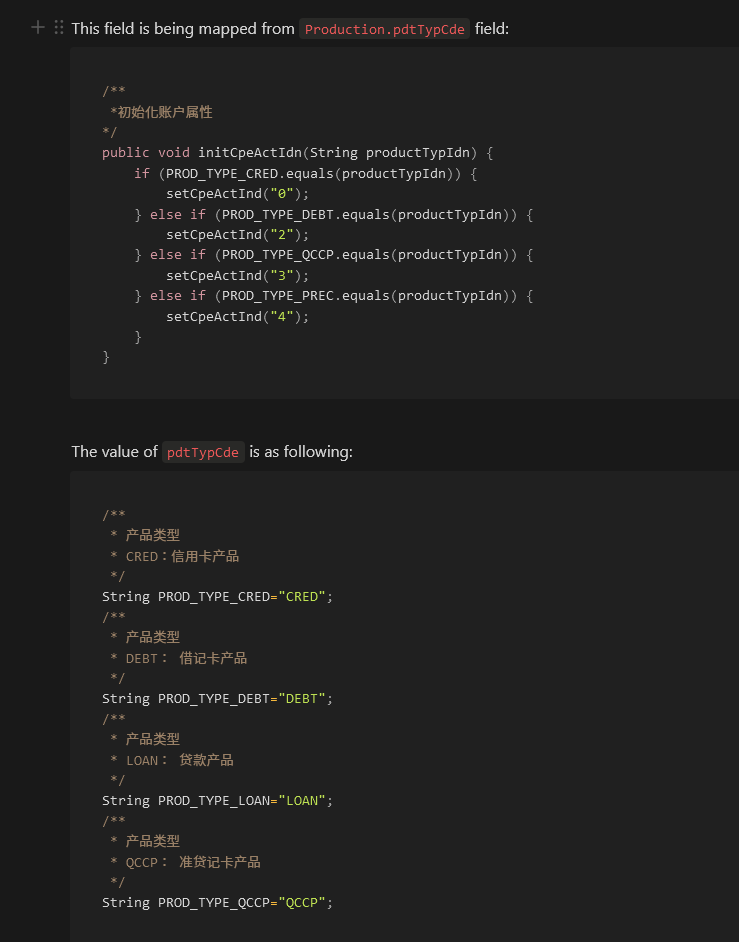 This field is being mapped from Production.pdtTypCde field:
/**
 *初始化账户属性
*/
public void initCpeActIdn(String productTypIdn) {
    if (PROD_TYPE_CRED.equals(productTypIdn)) {
        setCpeActInd("0");
    } else if (PROD_TYPE_DEBT.equals(productTypIdn)) {
        setCpeActInd("2");
    } else if (PROD_TYPE_QCCP.equals(productTypIdn)) {
        setCpeActInd("3");
    } else if (PROD_TYPE_PREC.equals(productTypIdn)) {
        setCpeActInd("4");
    }
}
The value of pdtTypCde is as following:
/**
 * 产品类型
 * CRED：信用卡产品
 */
String PROD_TYPE_CRED="CRED";
/**
 * 产品类型
 * DEBT： 借记卡产品
 */
String PROD_TYPE_DEBT="DEBT";
/**
 * 产品类型
 * LOAN： 贷款产品
 */
String PROD_TYPE_LOAN="LOAN";
/**
 * 产品类型
 * QCCP： 准贷记卡产品
 */
String PROD_TYPE_QCCP="QCCP";